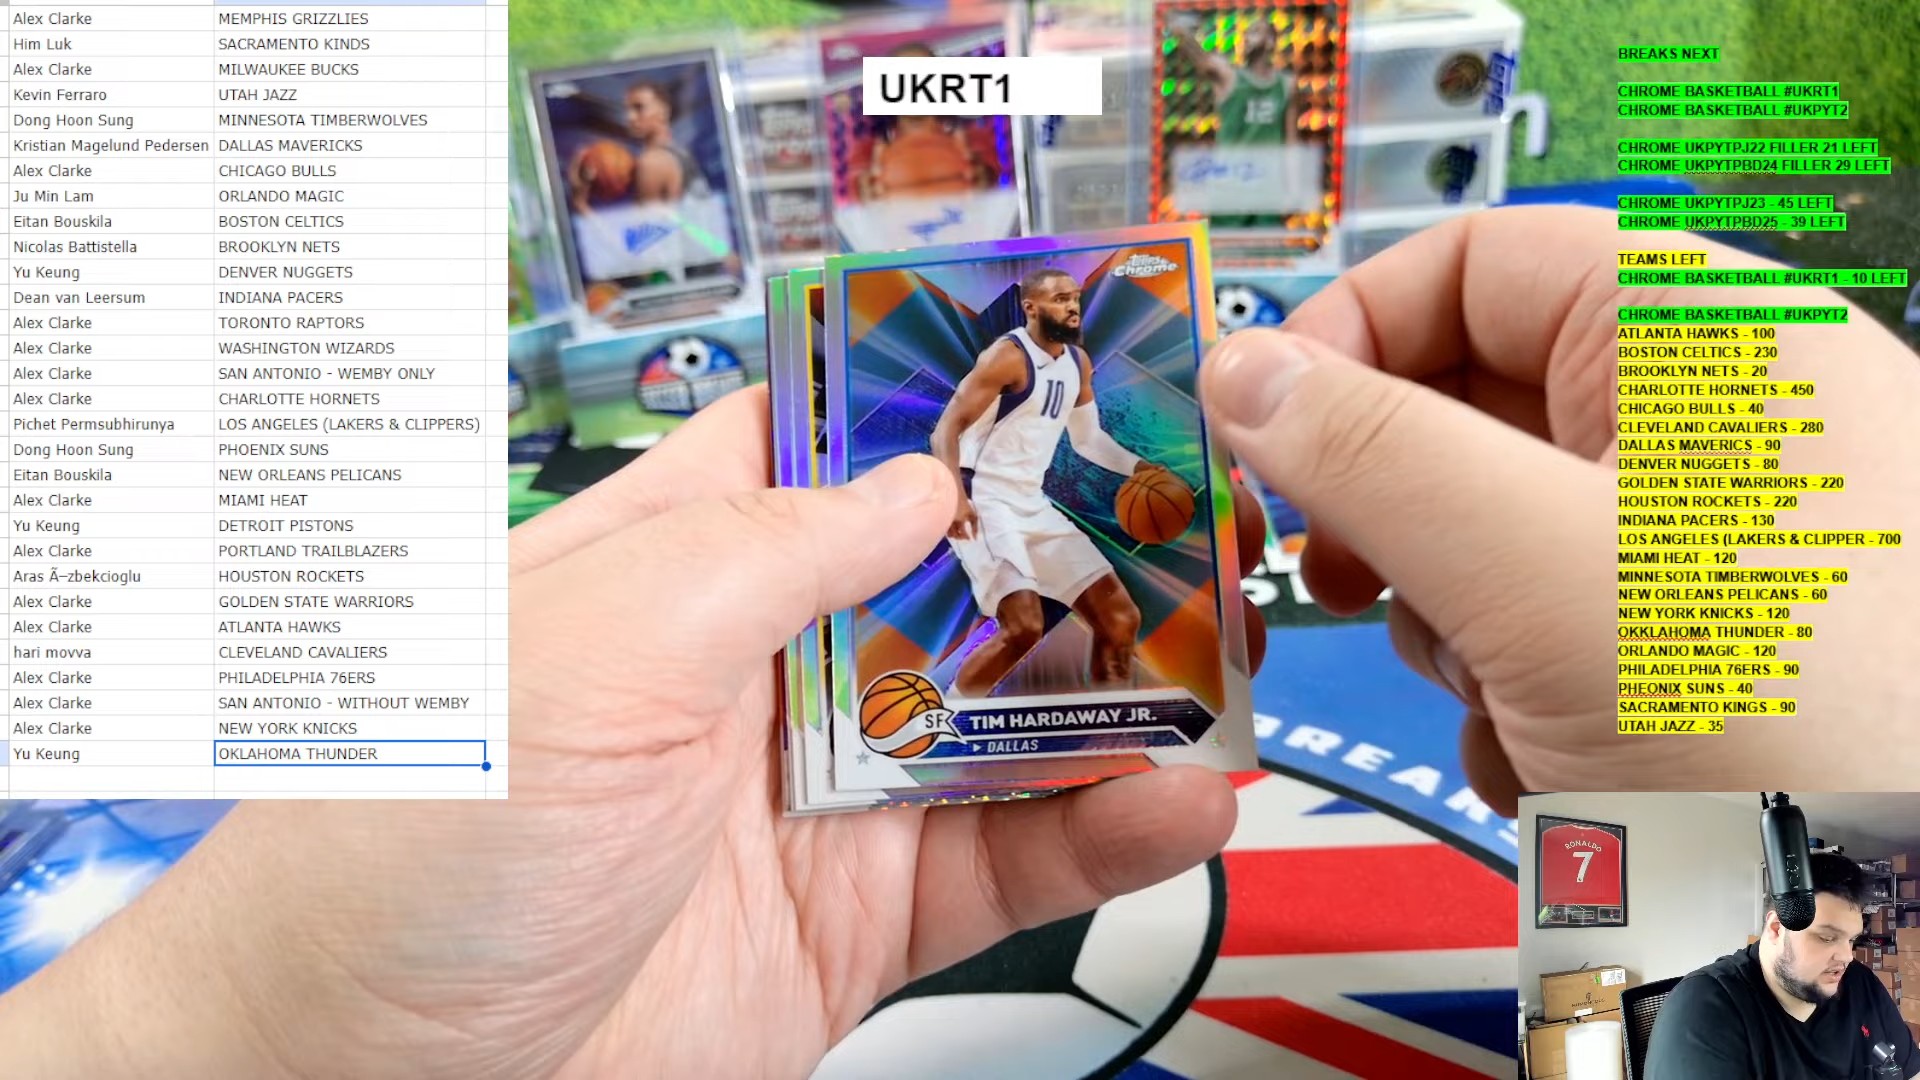 Alex Clarke MEMPHIS GRIZZLIES
Him Luk SACRAMENTO KINDS
Alex Clarke MILWAUKEE BUCKS
Kevin Ferraro UTAH JAZZ
Dong Hoon Sung MINNESOTA TIMBERWOLVES
Kristian Magelund Pedersen DALLAS MAVERICKS
Alex Clarke CHICAGO BULLS
Ju Min Lam ORLANDO MAGIC
Eitan Bouskila BOSTON CELTICS
Nicolas Battistella BROOKLYN NETS
Yu Keung DENVER NUGGETS
Dean van Leersum INDIANA PACERS
Alex Clarke TORONTO RAPTORS
Alex Clarke WASHINGTON WIZARDS
Alex Clarke SAN ANTONIO - WEMBY ONLY
Alex Clarke CHARLOTTE HORNETS
Pichet Permsubhirunya LOS ANGELES (LAKERS & CLIPPERS)
Dong Hoon Sung PHOENIX SUNS
Eitan Bouskila NEW ORLEANS PELICANS
Alex Clarke MIAMI HEAT
Yu Keung DETROIT PISTONS
Alex Clarke PORTLAND TRAILBLAZERS
Aras Ã–zbekcioglu HOUSTON ROCKETS
Alex Clarke GOLDEN STATE WARRIORS
Alex Clarke ATLANTA HAWKS
hari movva CLEVELAND CAVALIERS
Alex Clarke PHILADELPHIA 76ERS
Alex Clarke SAN ANTONIO - WITHOUT WEMBY
Alex Clarke NEW YORK KNICKS
Yu Keung OKLAHOMA THUNDER
UKRT1
12
Topps
Topps
Chrome
10
SF
TIM HARDAWAY JR.
DALLAS
BREAKS
BREAKS NEXT
CHROME BASKETBALL #UKRT1
CHROME BASKETBALL #UKPYT2
CHROME UKPYTPJ22 FILLER 21 LEFT
CHROME UKPYTPBD24 FILLER 29 LEFT
CHROME UKPYTPJ23 - 45 LEFT
CHROME UKPYTPBD25 - 39 LEFT
TEAMS LEFT
CHROME BASKETBALL #UKRT1 - 10 LEFT
CHROME BASKETBALL #UKPYT2
ATLANTA HAWKS - 100
BOSTON CELTICS - 230
BROOKLYN NETS - 20
CHARLOTTE HORNETS - 450
CHICAGO BULLS - 40
CLEVELAND CAVALIERS - 280
DALLAS MAVERICS - 90
DENVER NUGGETS - 80
GOLDEN STATE WARRIORS - 220
HOUSTON ROCKETS - 220
INDIANA PACERS - 130
LOS ANGELES (LAKERS & CLIPPER - 700
MIAMI HEAT - 120
MINNESOTA TIMBERWOLVES - 60
NEW ORLEANS PELICANS - 60
NEW YORK KNICKS - 120
OKKLAHOMA THUNDER - 80
ORLANDO MAGIC - 120
PHILADELPHIA 76ERS - 90
PHEONIX SUNS - 40
SACRAMENTO KINGS - 90
UTAH JAZZ - 35
RONALDO
7